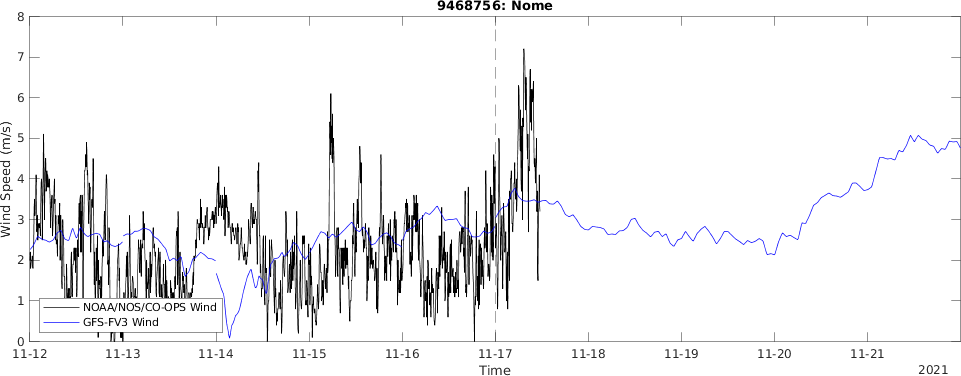 9468756: Nome
8
7
6
5
4
3
2
1
0
Wind Speed (m/s)
NOAA/NOS/CO-OPS Wind
GFS-FV3 Wind
11-12 11-13 11-14 11-15 11-16 11-17 11-18 11-19 11-20 11-21
Time
2021